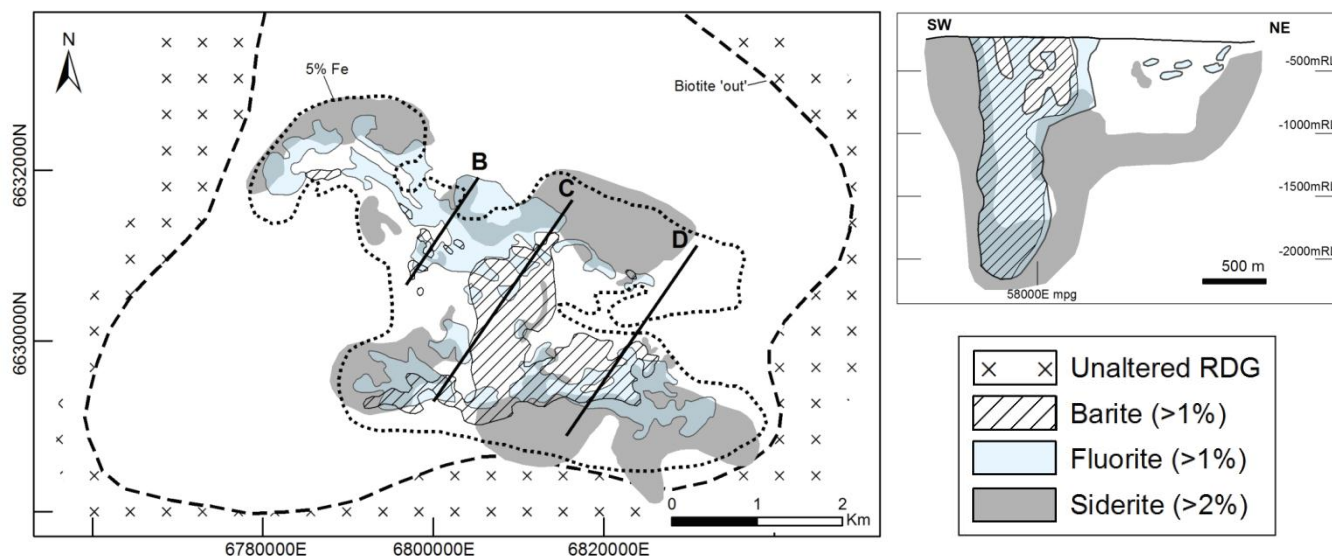 N
5% Fe
Biotite 'out'
B
C
D
6632000N
6630000N
6780000E
6800000E
6820000E
0 1 2
Km
SW
NE
-500mRL
-1000mRL
-1500mRL
-2000mRL
58000E mpg
500 m
Unaltered RDG
Barite (>1%)
Fluorite (>1%)
Siderite (>2%)